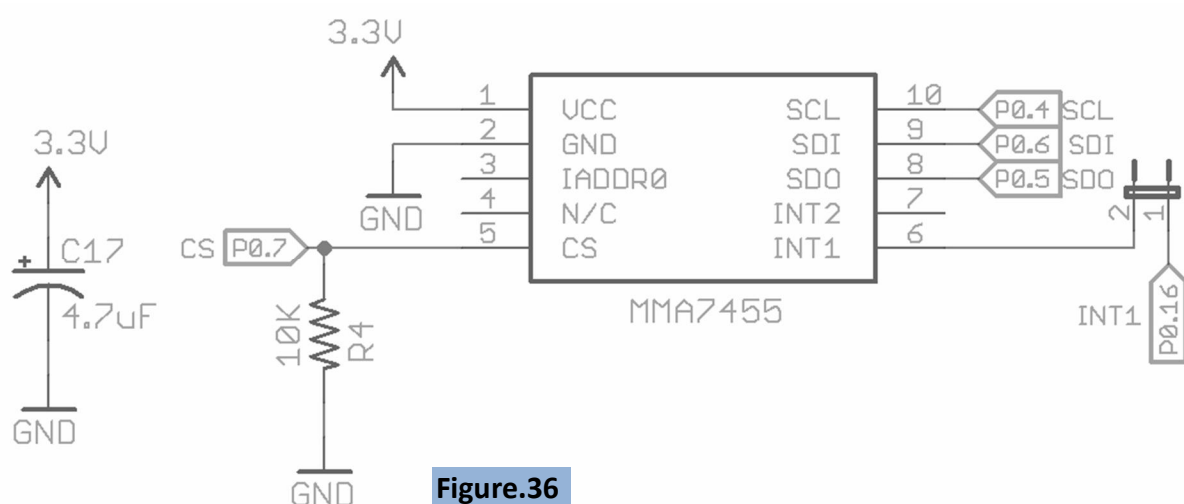 3.3V
1 VCC SCL 10 P0.4 SCL
2 GND SDI 9 P0.6 SDI
3.3V
3 IADDR0 SDO 8 P0.5 SDO
GND
4 N/C INT2 7
2 1
CS P0.7
5 CS INT1 6
+ C17
4.7uF
MMA7455
INT1 P0.16
10K R4
GND
GND
Figure.36